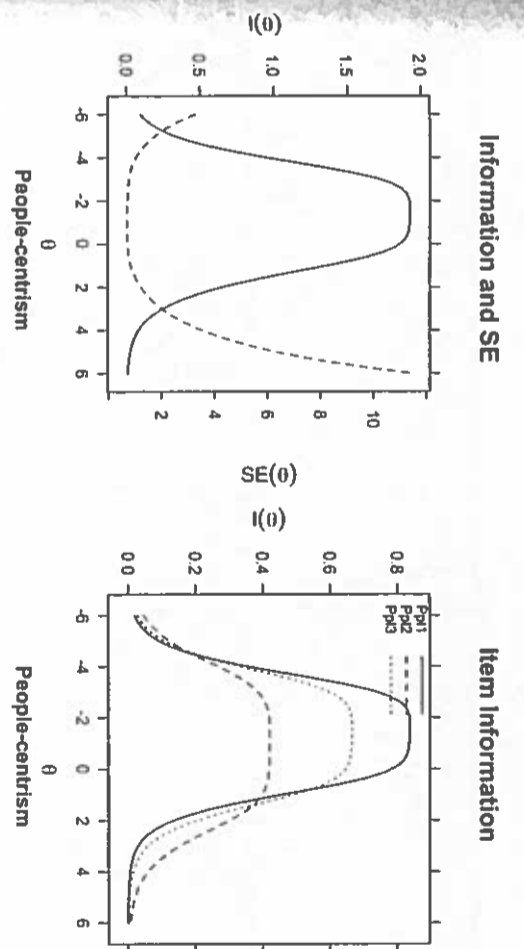 Information and SE
I(θ)
0.0 0.5 1.0 1.5 2.0
-6 -4 -2 0 2 4 6
θ
People-centrism
2 4 6 8 10
SE(θ)
Item Information
I(θ)
0.0 0.2 0.4 0.6 0.8
Ppl1
Ppl2
Ppl3
-6 -4 -2 0 2 4 6
θ
People-centrism